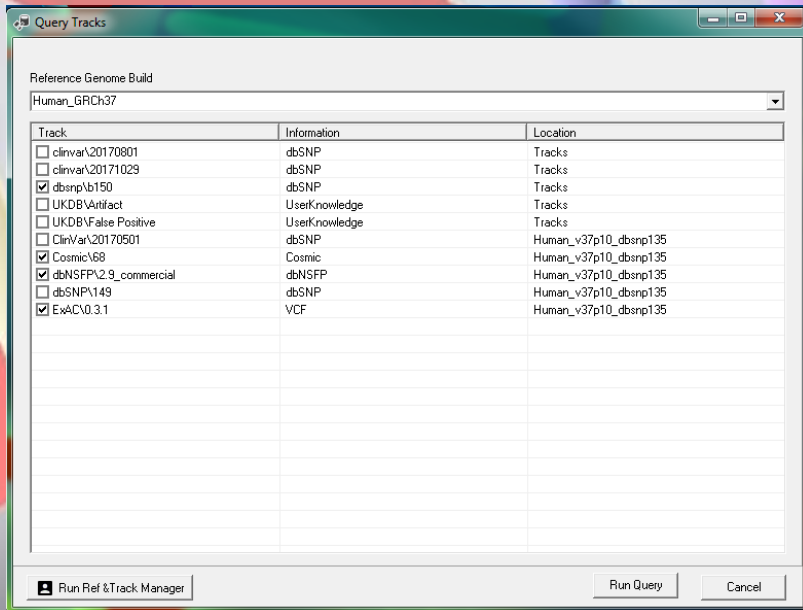 Query Tracks
Reference Genome Build
Human_GRCh37
Track Information Location
clinvar\20170801 dbSNP Tracks
clinvar\20171029 dbSNP Tracks
dbsnp\b150 dbSNP Tracks
UKDB\Artifact UserKnowledge Tracks
UKDB\False Positive UserKnowledge Tracks
ClinVar\20170501 dbSNP Human_v37p10_dbsnp135
Cosmic\68 Cosmic Human_v37p10_dbsnp135
dbNSFP\2.9_commercial dbNSFP Human_v37p10_dbsnp135
dbSNP\149 dbSNP Human_v37p10_dbsnp135
ExAC\0.3.1 VCF Human_v37p10_dbsnp135
Run Ref &Track Manager Run Query Cancel